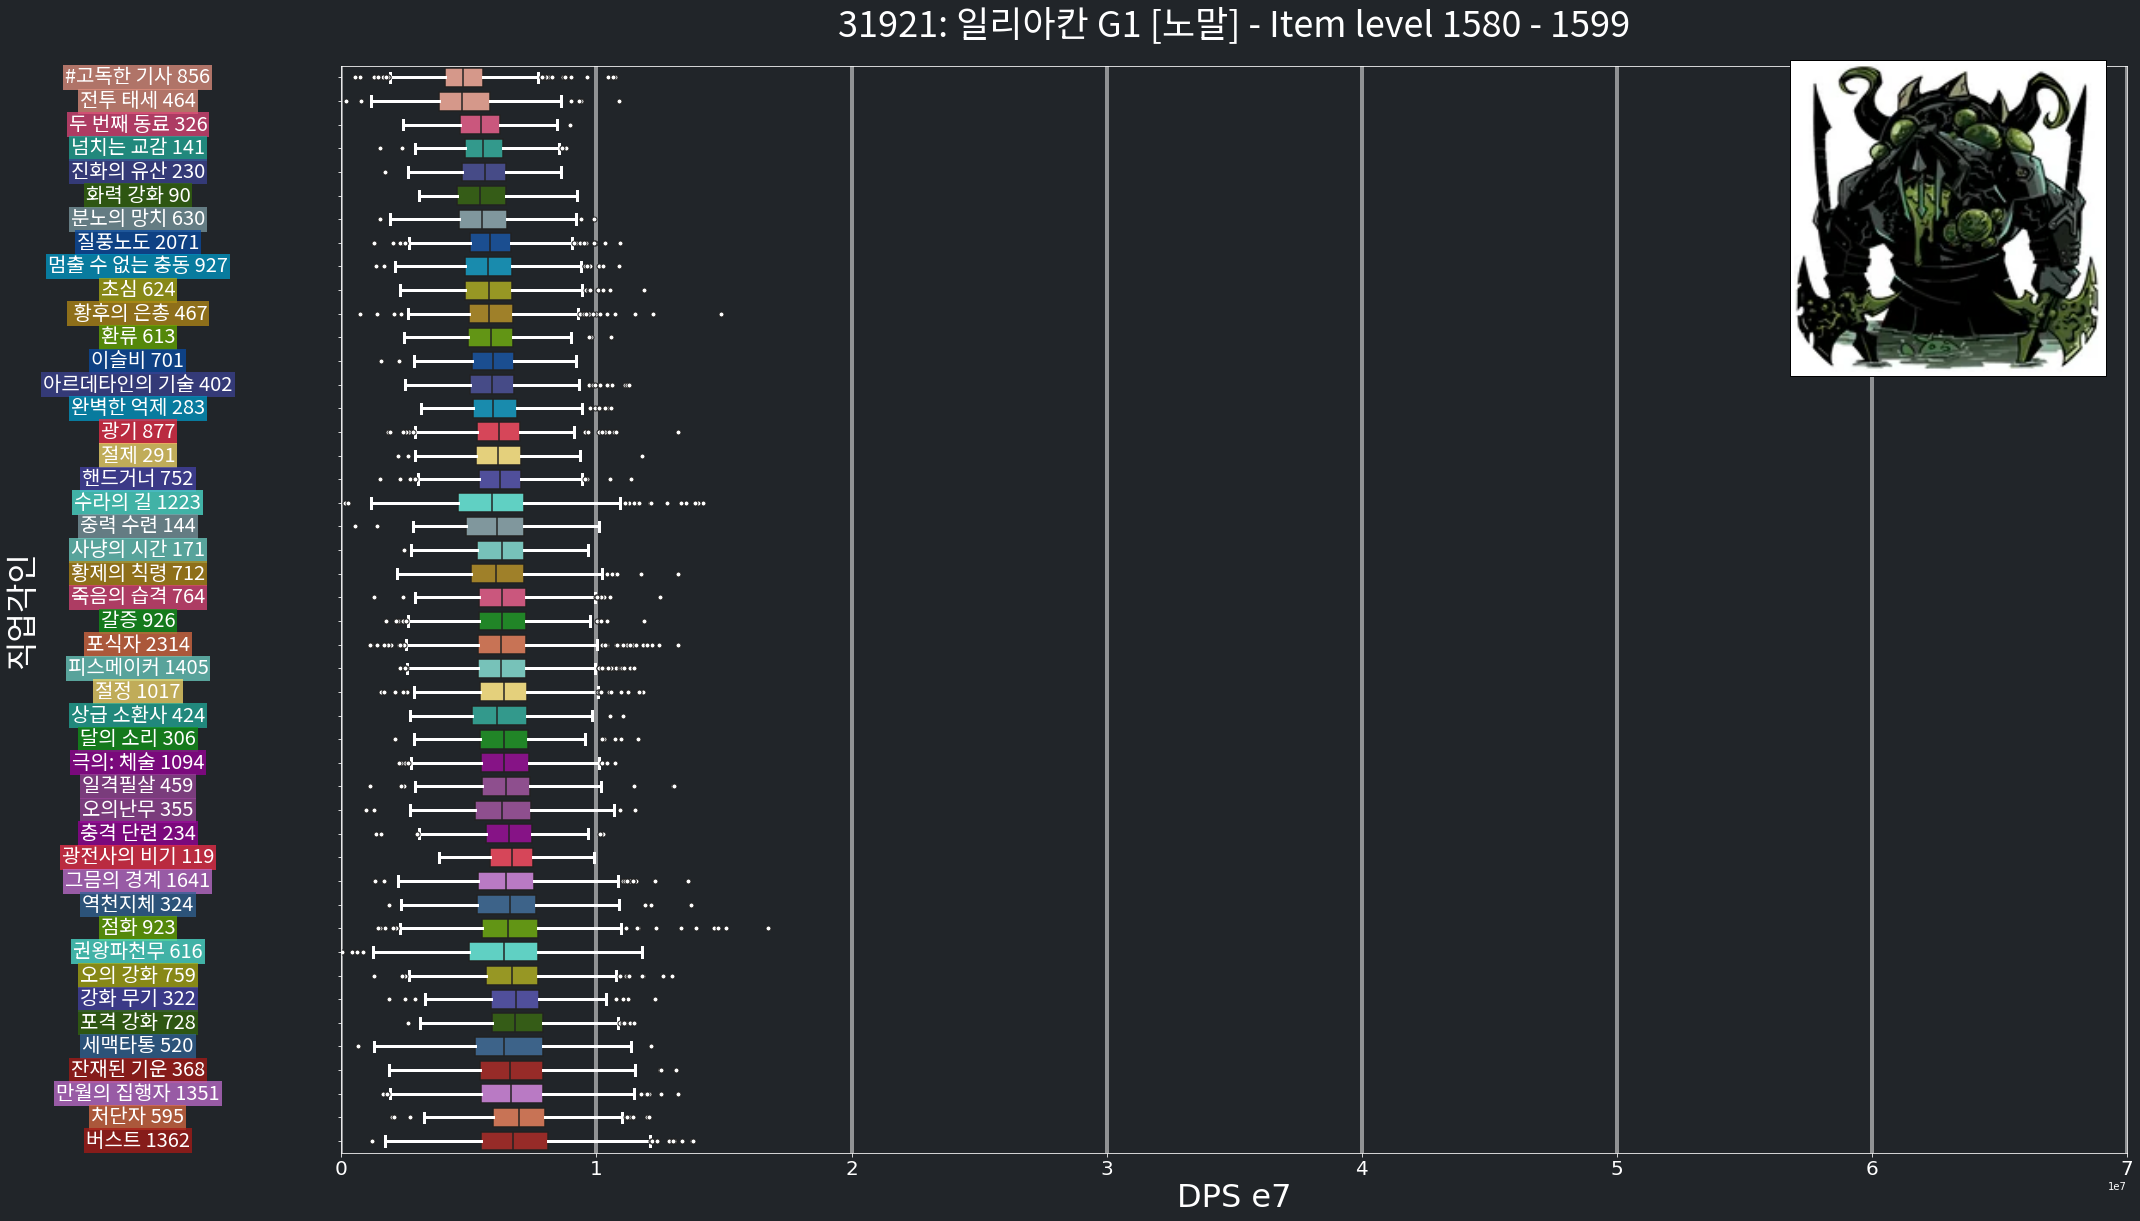 31921: 일리아칸 G1 [노말] - Item level 1580 - 1599
직업각인
#고독한 기사 856
전투 태세 464
두 번째 동료 326
넘치는 교감 141
진화의 유산 230
화력 강화 90
분노의 망치 630
질풍노도 2071
멈출 수 없는 충동 927
초심 624
황후의 은총 467
환류 613
이슬비 701
아르데타인의 기술 402
완벽한 억제 283
광기 877
절제 291
핸드거너 752
수라의 길 1223
중력 수련 144
사냥의 시간 171
황제의 칙령 712
죽음의 습격 764
갈증 926
포식자 2314
피스메이커 1405
절정 1017
상급 소환사 424
달의 소리 306
극의: 체술 1094
일격필살 459
오의난무 355
충격 단련 234
광전사의 비기 119
그믐의 경계 1641
역천지체 324
점화 923
권왕파천무 616
오의 강화 759
강화 무기 322
포격 강화 728
세맥타통 520
잔재된 기운 368
만월의 집행자 1351
처단자 595
버스트 1362
0 1 2 3 4 5 6 7
1e7
DPS e7